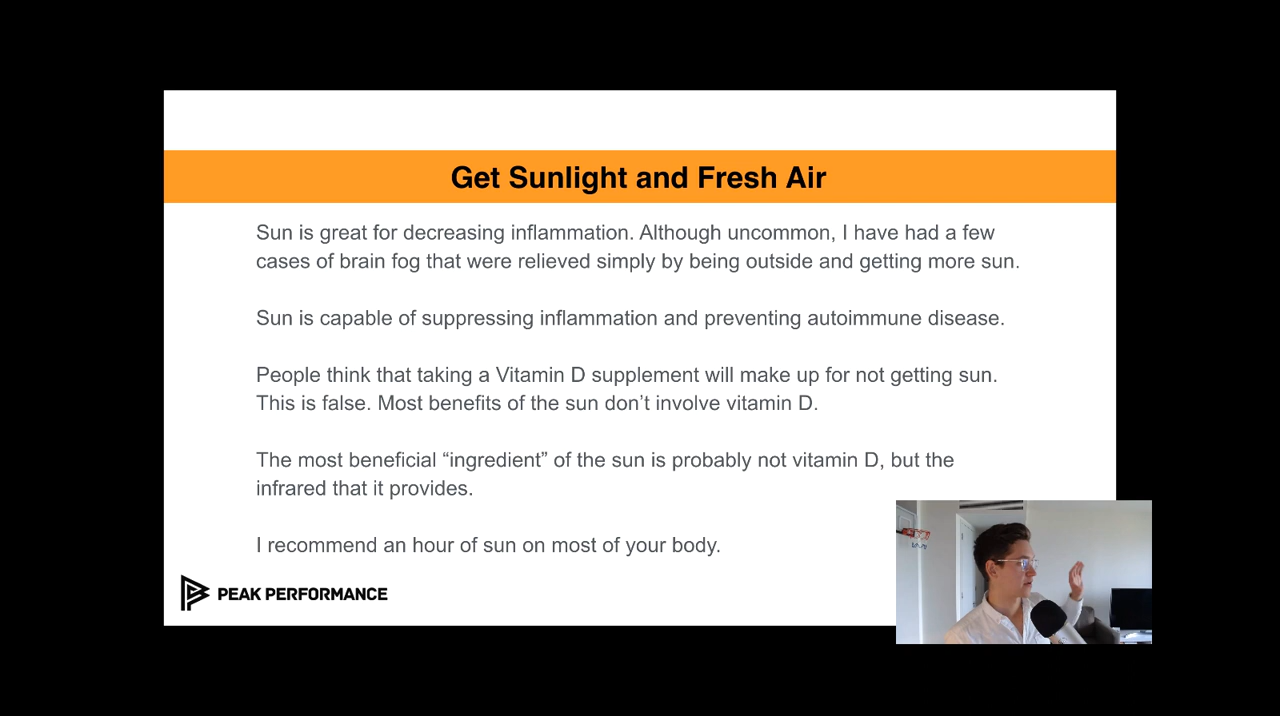 Get Sunlight and Fresh Air
Sun is great for decreasing inflammation. Although uncommon, I have had a few
cases of brain fog that were relieved simply by being outside and getting more sun.
Sun is capable of suppressing inflammation and preventing autoimmune disease.
People think that taking a Vitamin D supplement will make up for not getting sun.
This is false. Most benefits of the sun don’t involve vitamin D.
The most beneficial “ingredient” of the sun is probably not vitamin D, but the
infrared that it provides.
I recommend an hour of sun on most of your body.
PEAK PERFORMANCE